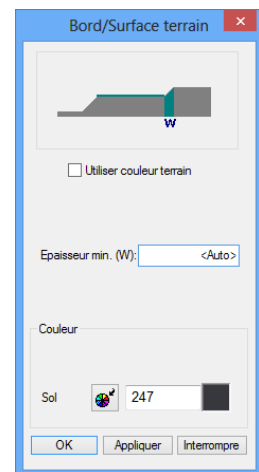 Bord/Surface terrain
W
Utiliser couleur terrain
Epaisseur min. (W): <Auto>
Couleur
Sol 247
OK Appliquer Interrompre